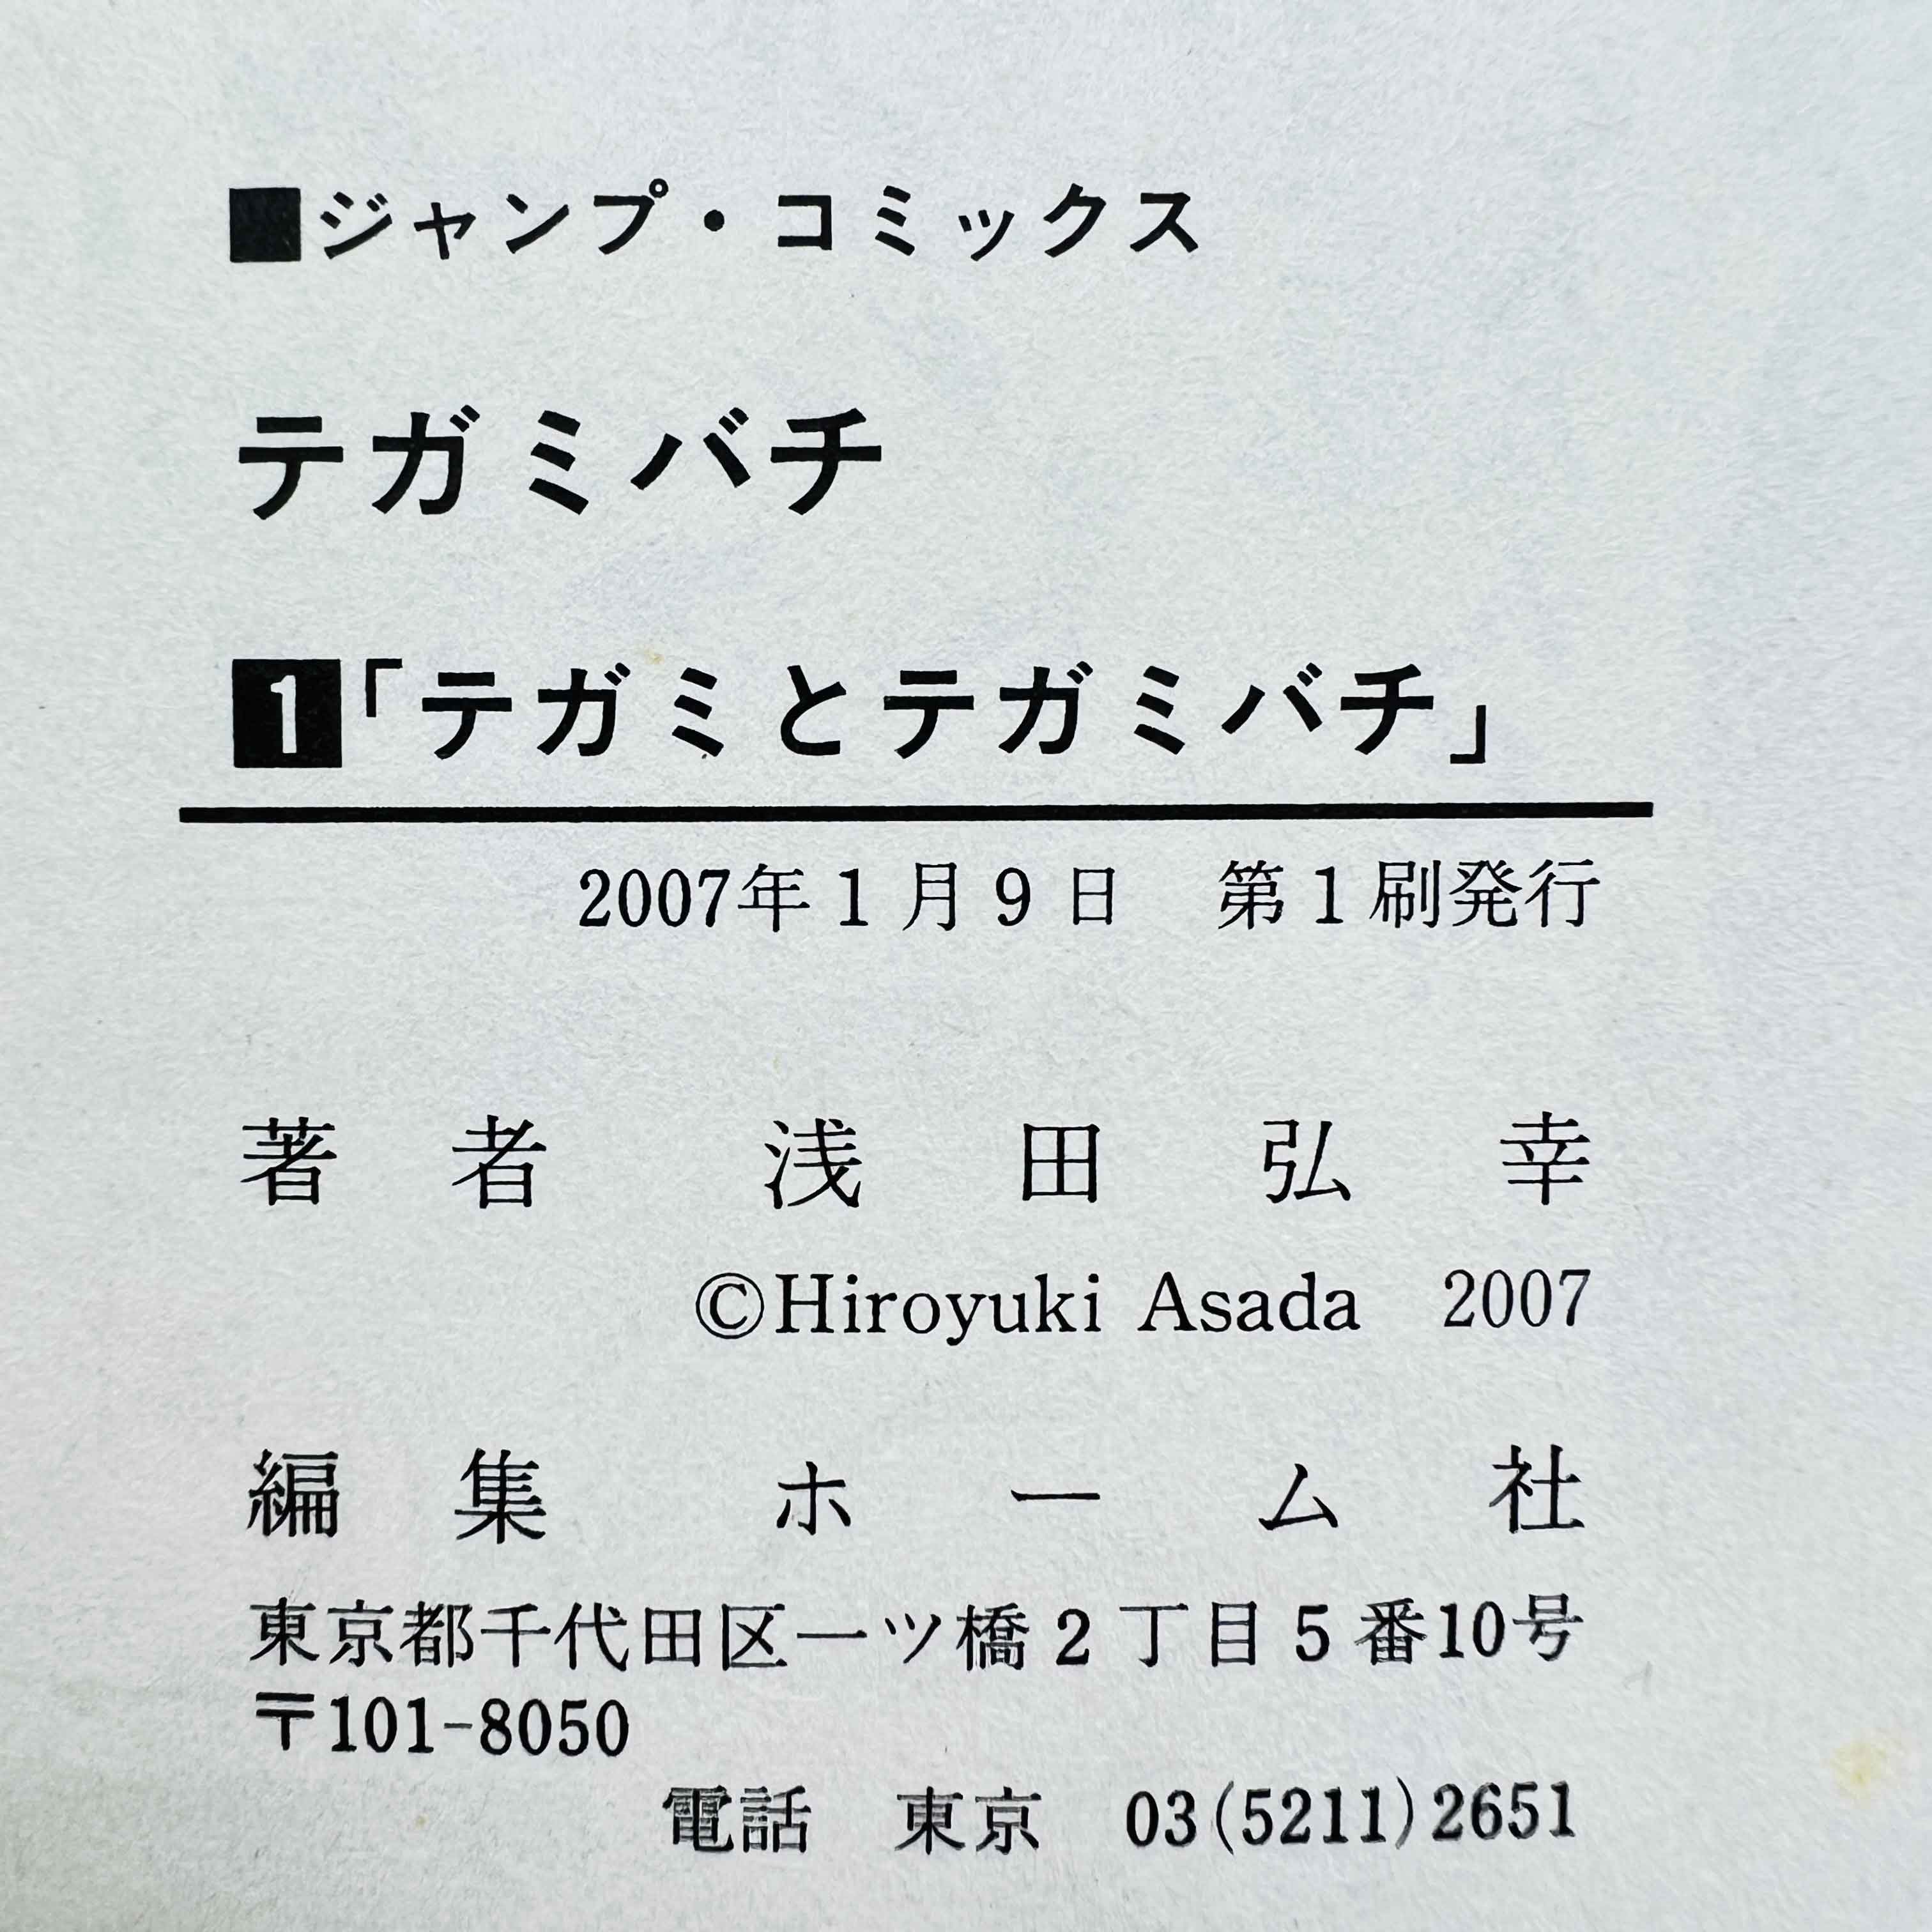 ■ジャンプ・コミックス
テガミバチ
1「テガミとテガミバチ」
2007年1月9日　第1刷発行
著者　浅田弘幸
©Hiroyuki Asada　2007
編集　ホーム社
東京都千代田区一ツ橋2丁目5番10号
〒101-8050
電話　東京　03(5211)2651